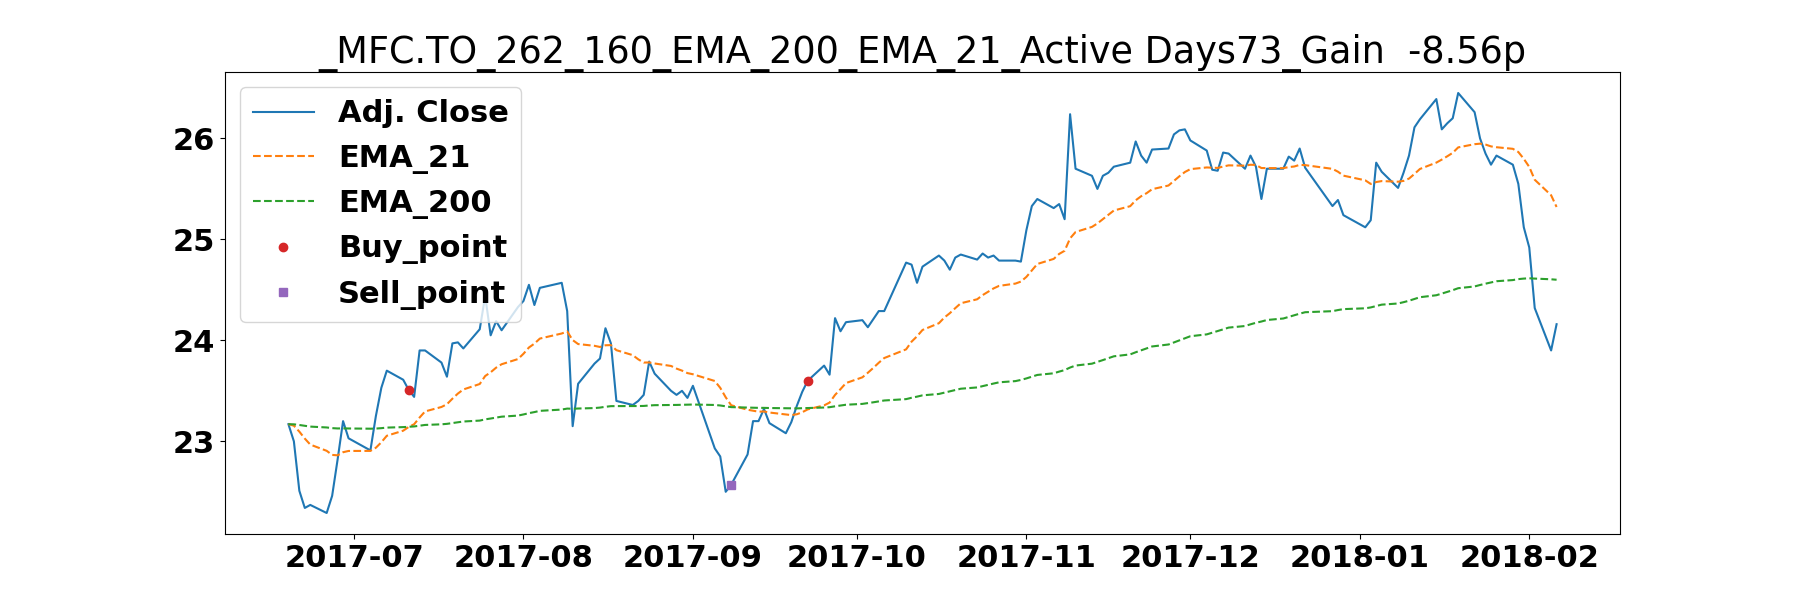 _MFC.TO_262_160_EMA_200_EMA_21_Active Days73_Gain  -8.56p
Adj. Close
EMA_21
EMA_200
Buy_point
Sell_point
26
25
24
23
2017-07 2017-08 2017-09 2017-10 2017-11 2017-12 2018-01 2018-02